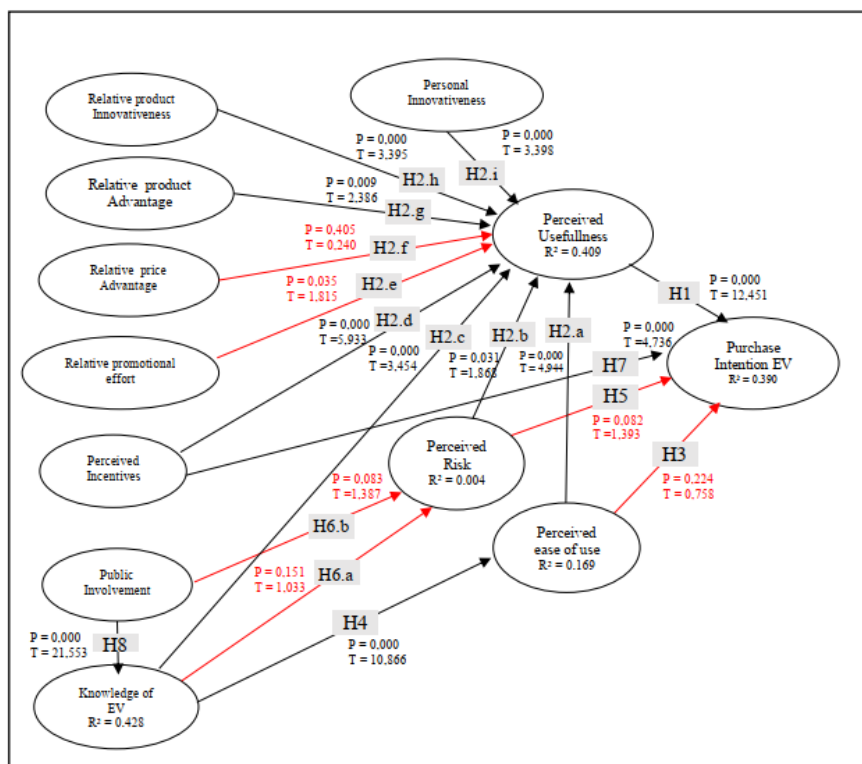 Relative product
Innovativeness
Personal
Innovativeness
P = 0,000
T = 3,395
P = 0,000
T = 3,398
H2.h
H2.i
Relative product
Advantage
P = 0,009
T = 2,386
H2.g
Perceived
Usefullness
R² = 0.409
P = 0,405
T = 0,240
H2.f
Relative price
Advantage
P = 0,035
T = 1,815
H2.e
H1
P = 0,000
T = 12,451
P = 0,000
T =5,933
H2.d
H2.c
H2.b
H2.a
P = 0,000
T =3,454
P = 0,031
T =1,868
P = 0,000
T = 4,944
P = 0,000
T =4,736
H7
Relative promotional
effort
Purchase
Intention EV
R² = 0.390
H5
P = 0,082
T =1,393
Perceived
Incentives
Perceived
Risk
R² = 0.004
H3
P = 0,224
T = 0,758
P = 0,083
T =1,387
H6.b
Perceived
ease of use
R² = 0.169
Public
Involvement
P = 0,151
T = 1,033
H6.a
H4
P = 0,000
T = 10,866
P = 0,000
T = 21,553
H8
Knowledge of
EV
R² = 0.428